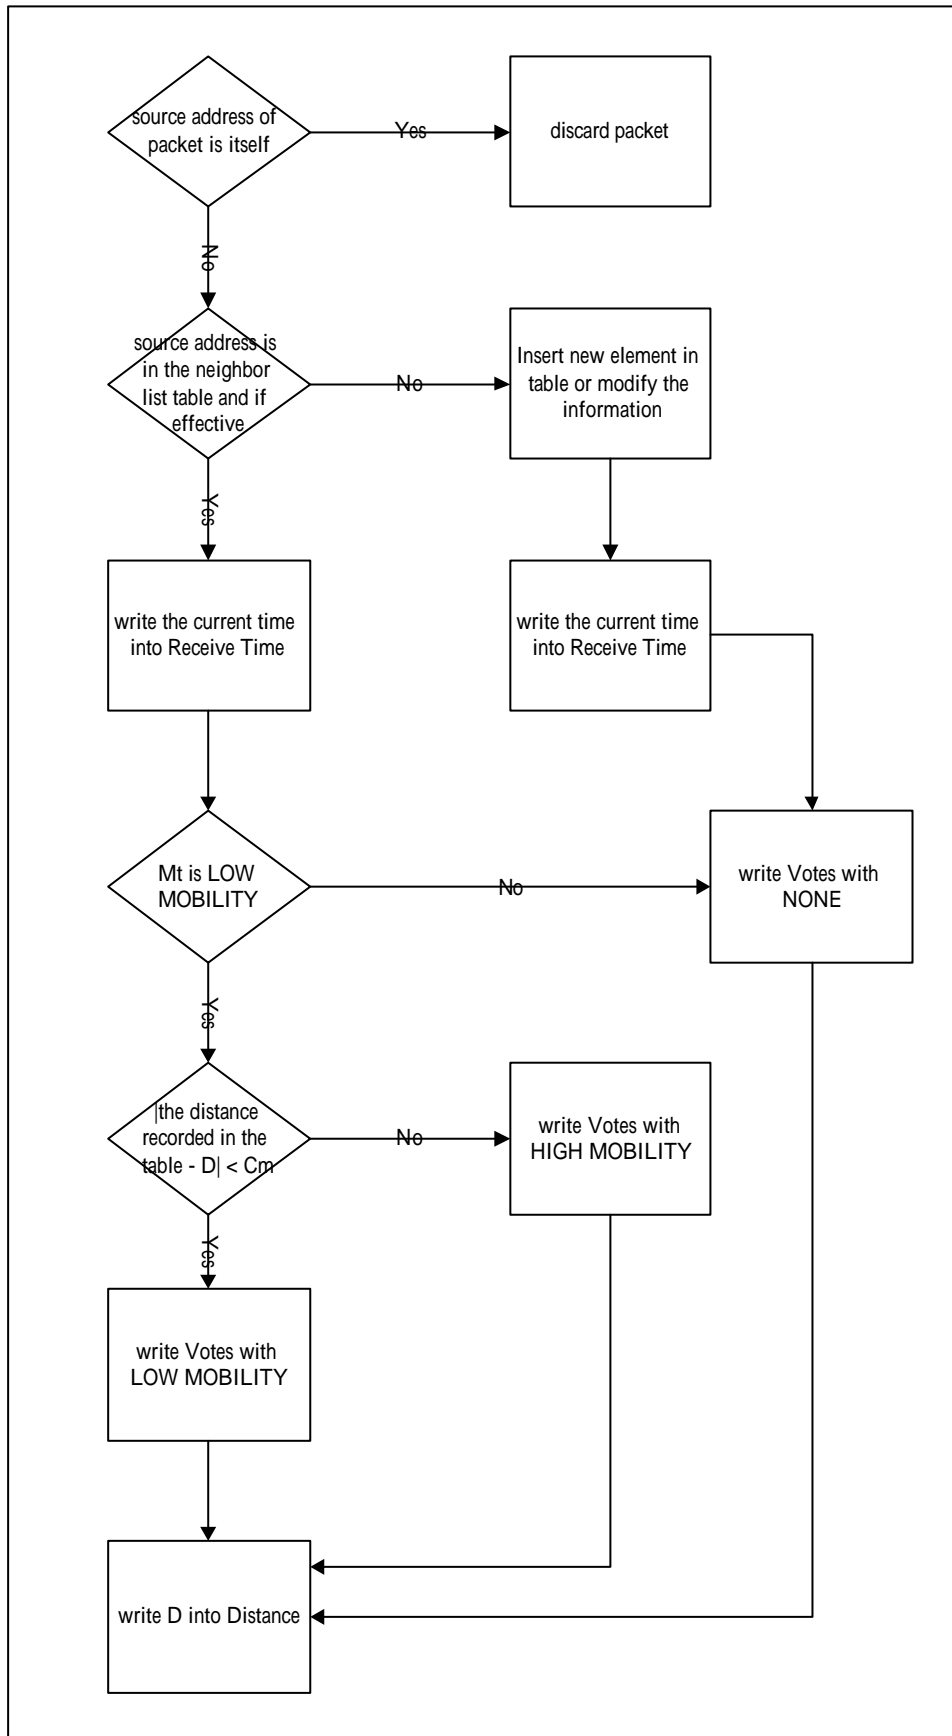 source address of
packet is itself
Yes
discard packet
No
source address is
in the neighbor
list table and if
effective
No
Insert new element in
table or modify the
information
Yes
write the current time
into Receive Time
write the current time
into Receive Time
Mt is LOW
MOBILITY
No
write Votes with
NONE
Yes
|the distance
recorded in the
table - D| < Cm
No
write Votes with
HIGH MOBILITY
Yes
write Votes with
LOW MOBILITY
write D into Distance